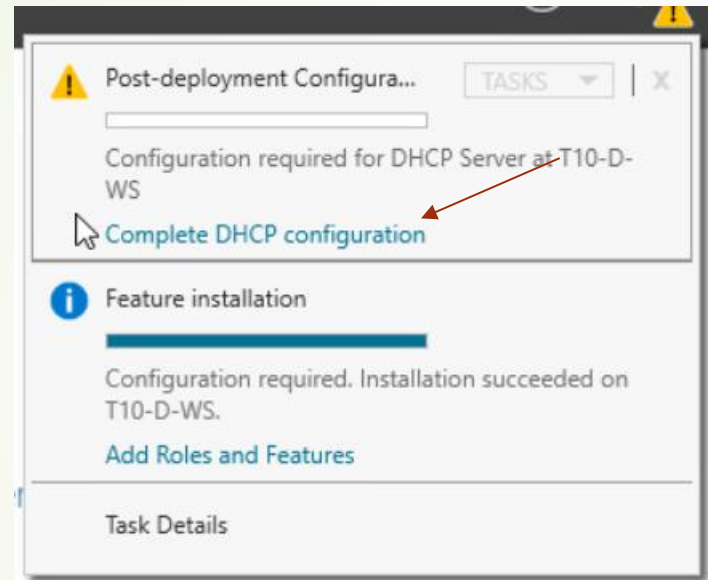 Post-deployment Configura...
TASKS
X
Configuration required for DHCP Server at T10-D-
WS
Complete DHCP configuration
Feature installation
Configuration required. Installation succeeded on
T10-D-WS.
Add Roles and Features
Task Details